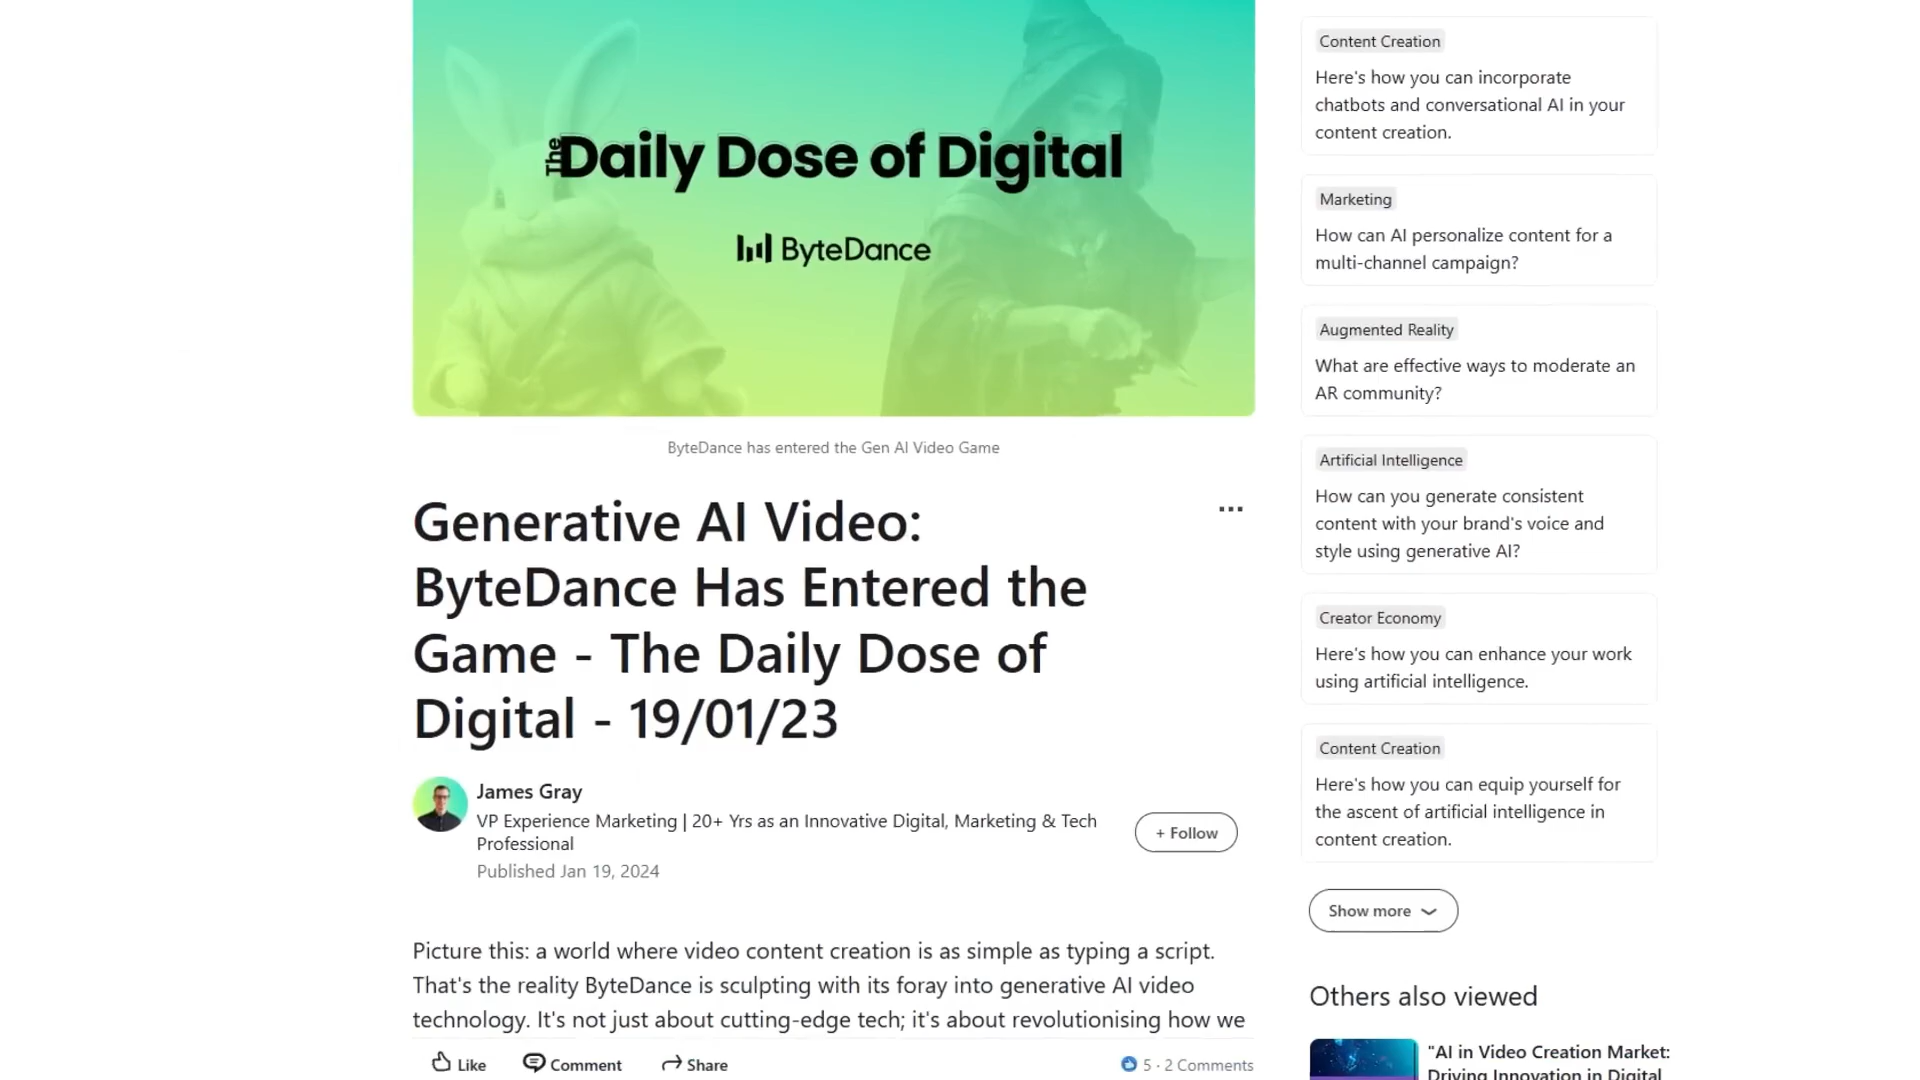 The Daily Dose of Digital
ByteDance
ByteDance has entered the Gen AI Video Game
Generative AI Video:
ByteDance Has Entered the
Game - The Daily Dose of
Digital - 19/01/23
James Gray
VP Experience Marketing | 20+ Yrs as an Innovative Digital, Marketing & Tech
Professional
Published Jan 19, 2024
+ Follow
Picture this: a world where video content creation is as simple as typing a script.
That's the reality ByteDance is sculpting with its foray into generative AI video
technology. It's not just about cutting-edge tech; it's about revolutionising how we
Like
Comment
Share
5 · 2 Comments
Content Creation
Here's how you can incorporate
chatbots and conversational AI in your
content creation.
Marketing
How can AI personalize content for a
multi-channel campaign?
Augmented Reality
What are effective ways to moderate an
AR community?
Artificial Intelligence
How can you generate consistent
content with your brand's voice and
style using generative AI?
Creator Economy
Here's how you can enhance your work
using artificial intelligence.
Content Creation
Here's how you can equip yourself for
the ascent of artificial intelligence in
content creation.
Show more
Others also viewed
"AI in Video Creation Market:
Driving Innovation in Digital